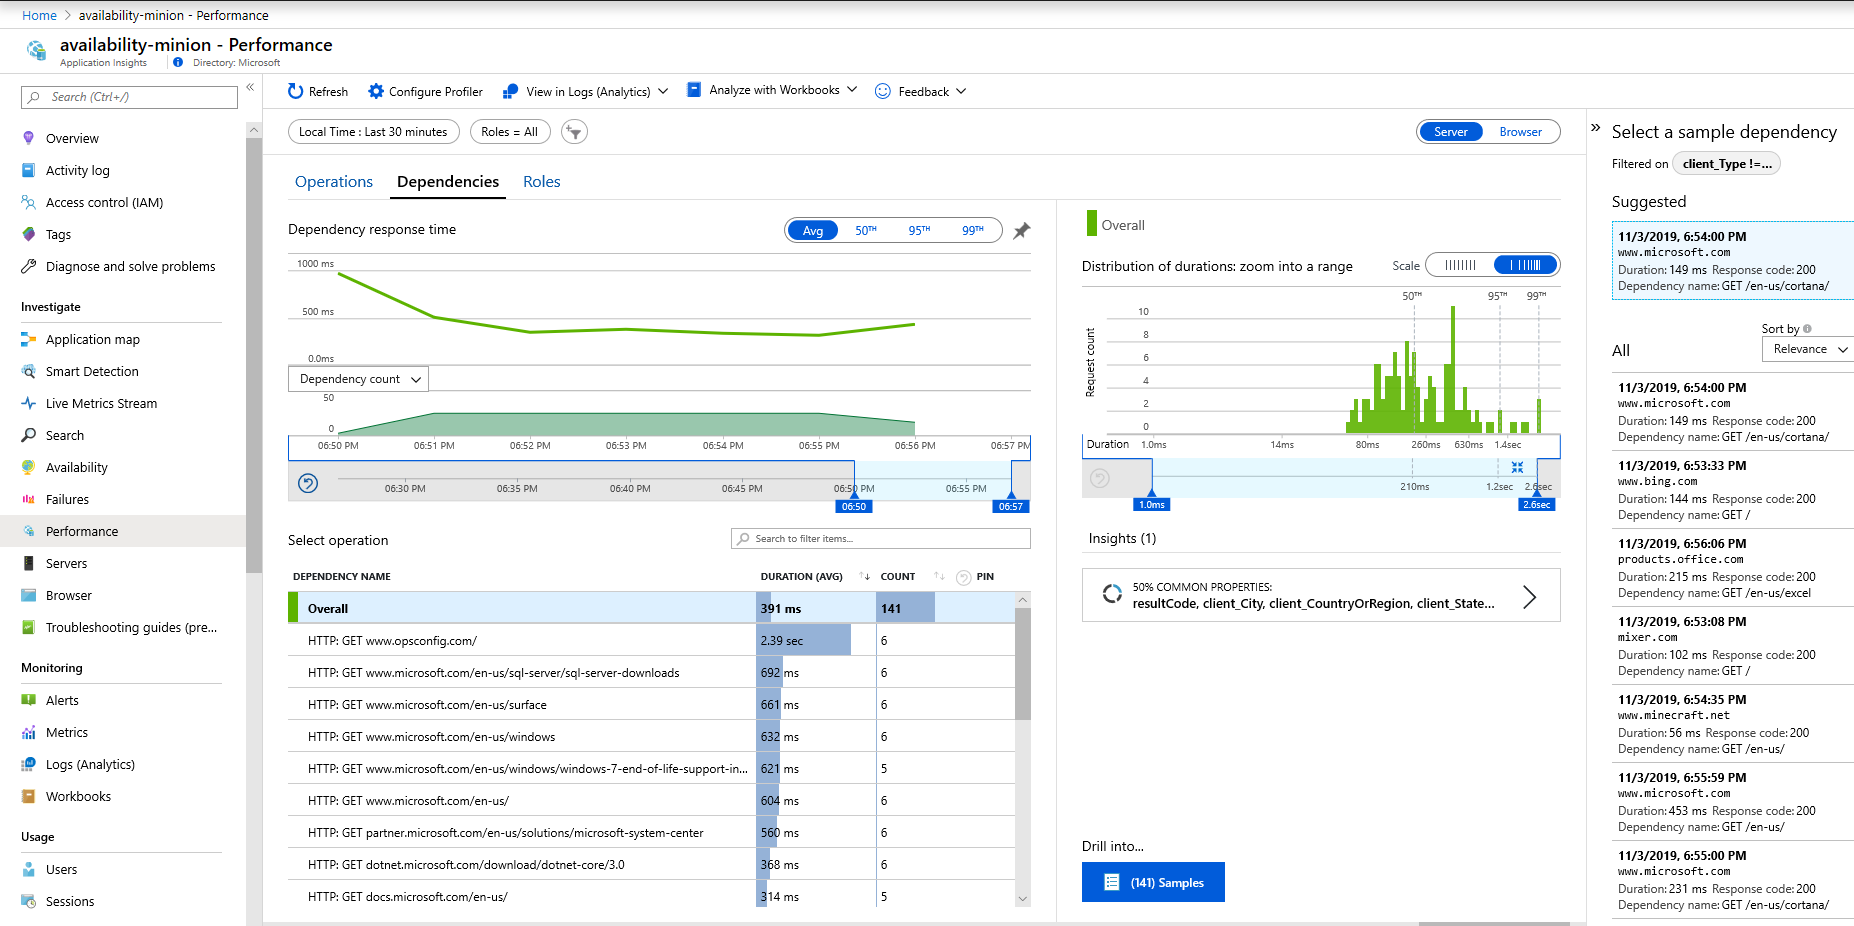 Home > availability-minion - Performance
availability-minion - Performance
Application Insights
Directory: Microsoft
Search (Ctrl+/)
Overview
Activity log
Access control (IAM)
Tags
Diagnose and solve problems
Investigate
Application map
Smart Detection
Live Metrics Stream
Search
Availability
Failures
Performance
Servers
Browser
Troubleshooting guides (pre...
Monitoring
Alerts
Metrics
Logs (Analytics)
Workbooks
Usage
Users
Sessions
Refresh
Configure Profiler
View in Logs (Analytics)
Analyze with Workbooks
Feedback
Local Time : Last 30 minutes
Roles = All
Server
Browser
Operations
Dependencies
Roles
Dependency response time
Avg
50TH
95TH
99TH
1000 ms
500 ms
0.0ms
Dependency count
50
0
06:50 PM
06:51 PM
06:52 PM
06:53 PM
06:54 PM
06:55 PM
06:56 PM
06:57 PM
06:30 PM
06:35 PM
06:40 PM
06:45 PM
06:50 PM
06:55 PM
06:50
06:57
Select operation
Search to filter items...
DEPENDENCY NAME
DURATION (AVG)
COUNT
PIN
Overall
391 ms
141
HTTP: GET www.opsconfig.com/
2.39 sec
6
HTTP: GET www.microsoft.com/en-us/sql-server/sql-server-downloads
692 ms
6
HTTP: GET www.microsoft.com/en-us/surface
661 ms
6
HTTP: GET www.microsoft.com/en-us/windows
632 ms
6
HTTP: GET www.microsoft.com/en-us/windows/windows-7-end-of-life-support-in...
621 ms
5
HTTP: GET www.microsoft.com/en-us/
604 ms
6
HTTP: GET partner.microsoft.com/en-us/solutions/microsoft-system-center
560 ms
6
HTTP: GET dotnet.microsoft.com/download/dotnet-core/3.0
368 ms
6
HTTP: GET docs.microsoft.com/en-us/
314 ms
5
Overall
Distribution of durations: zoom into a range
Scale
50TH
95TH
99TH
Request count
10
8
6
4
2
0
Duration
1.0ms
14ms
80ms
260ms
630ms
1.4sec
210ms
1.2sec
2.6sec
1.0ms
2.6sec
Insights (1)
50% COMMON PROPERTIES:
resultCode, client_City, client_CountryOrRegion, client_State...
Drill into...
(141) Samples
Select a sample dependency
Filtered on
client_Type !=...
Suggested
11/3/2019, 6:54:00 PM
www.microsoft.com
Duration: 149 ms Response code: 200
Dependency name: GET /en-us/cortana/
Sort by
All
Relevance
11/3/2019, 6:54:00 PM
www.microsoft.com
Duration: 149 ms Response code: 200
Dependency name: GET /en-us/cortana/
11/3/2019, 6:53:33 PM
www.bing.com
Duration: 144 ms Response code: 200
Dependency name: GET /
11/3/2019, 6:56:06 PM
products.office.com
Duration: 215 ms Response code: 200
Dependency name: GET /en-us/excel
11/3/2019, 6:53:08 PM
mixer.com
Duration: 102 ms Response code: 200
Dependency name: GET /
11/3/2019, 6:54:35 PM
www.minecraft.net
Duration: 56 ms Response code: 200
Dependency name: GET /en-us/
11/3/2019, 6:55:59 PM
www.microsoft.com
Duration: 453 ms Response code: 200
Dependency name: GET /en-us/
11/3/2019, 6:55:00 PM
www.microsoft.com
Duration: 231 ms Response code: 200
Dependency name: GET /en-us/cortana/